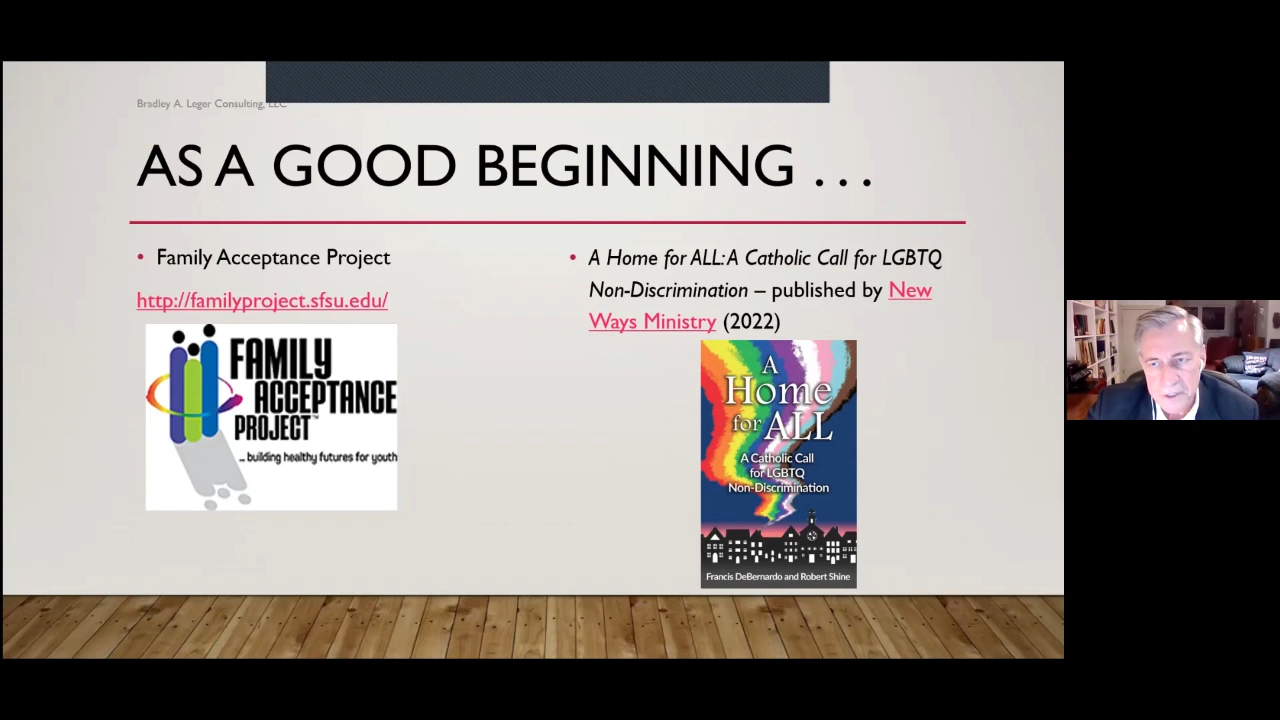 Bradley A. Leger Consulting, LLC
AS A GOOD BEGINNING . . .
• Family Acceptance Project
http://familyproject.sfsu.edu/
FAMILY
ACCEPTANCE
PROJECT™
... building healthy futures for youth
• A Home for ALL: A Catholic Call for LGBTQ
Non-Discrimination – published by New
Ways Ministry (2022)
A
Home
for ALL
A Catholic Call
for LGBTQ
Non-Discrimination
Francis DeBernardo and Robert Shine